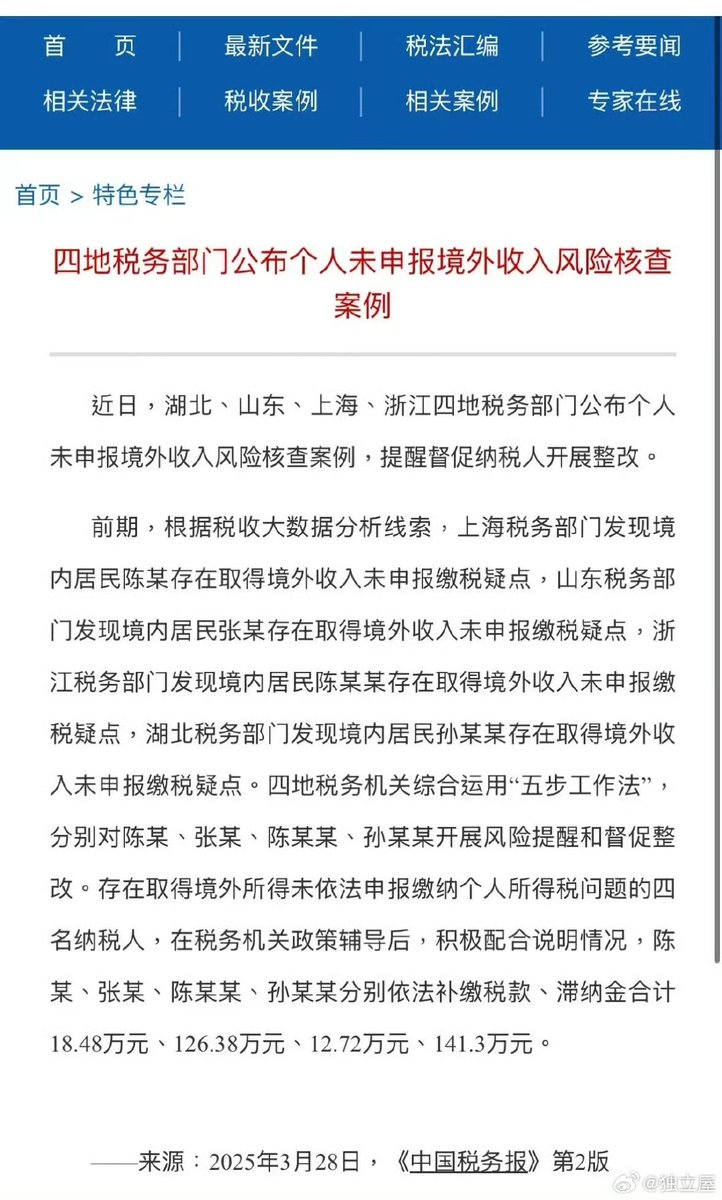 首　页 | 最新文件 | 税法汇编 | 参考要闻
相关法律 | 税收案例 | 相关案例 | 专家在线
首页 > 特色专栏
四地税务部门公布个人未申报境外收入风险核查
案例
近日，湖北、山东、上海、浙江四地税务部门公布个人
未申报境外收入风险核查案例，提醒督促纳税人开展整改。
前期，根据税收大数据分析线索，上海税务部门发现境
内居民陈某存在取得境外收入未申报缴税疑点，山东税务部
门发现境内居民张某存在取得境外收入未申报缴税疑点，浙
江税务部门发现境内居民陈某某存在取得境外收入未申报缴
税疑点，湖北税务部门发现境内居民孙某某存在取得境外收
入未申报缴税疑点。四地税务机关综合运用“五步工作法”，
分别对陈某、张某、陈某某、孙某某开展风险提醒和督促整
改。存在取得境外所得未依法申报缴纳个人所得税问题的四
名纳税人，在税务机关政策辅导后，积极配合说明情况，陈
某、张某、陈某某、孙某某分别依法补缴税款、滞纳金合计
18.48万元、126.38万元、12.72万元、141.3万元。
——来源：2025年3月28日，《中国税务报》第2版
@独立屋